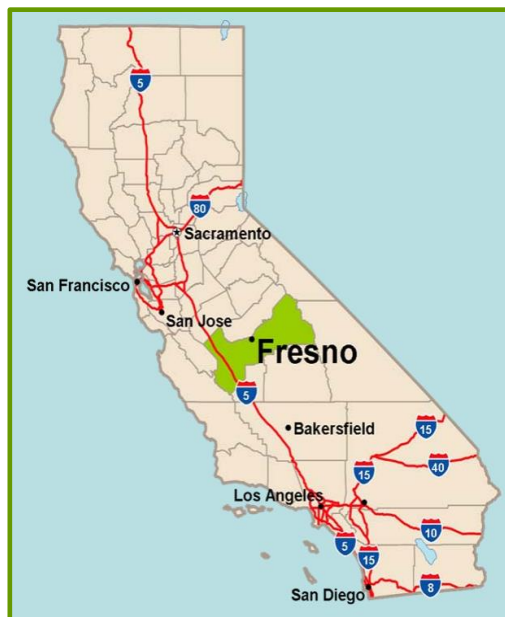 5
80
Sacramento
San Francisco
San Jose
Fresno
5
15
Bakersfield
15
40
Los Angeles
10
5
15
8
San Diego